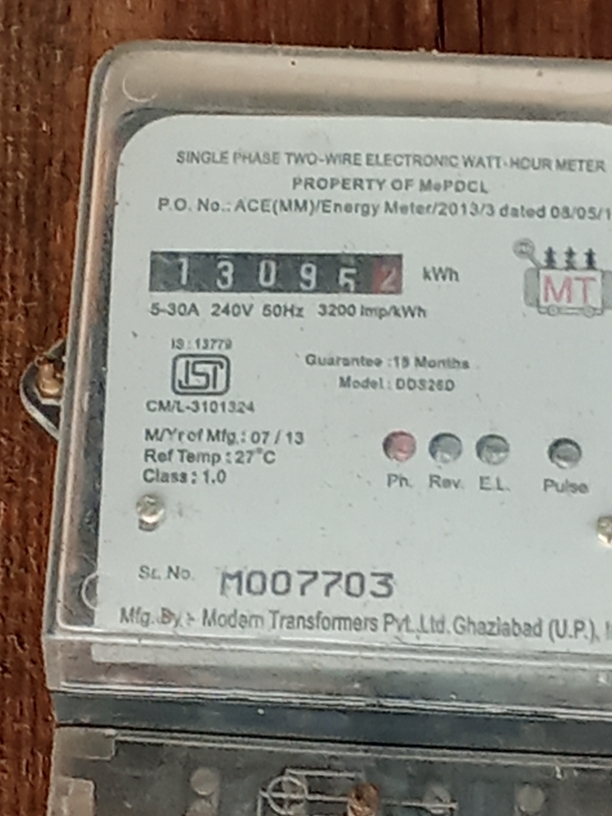 SINGLE PHASE TWO-WIRE ELECTRONIC WATT-HOUR METER
PROPERTY OF MePDCL
P.O. No.: ACE(MM)/Energy Meter/2013/3 dated 08/05/1
13095 2 kWh
MT
5-30A 240V 50Hz 3200 Imp/kWh
IS : 13779
ISI
CM/L-3101324
Guarantee : 18 Months
Model : DDS26D
M/Yr of Mfg. : 07 / 13
Ref Temp : 27°C
Class : 1.0
Ph. Rev. E.L. Pulse
Sr. No. M007703
Mfg. By :- Modern Transformers Pvt. Ltd. Ghaziabad (U.P.),